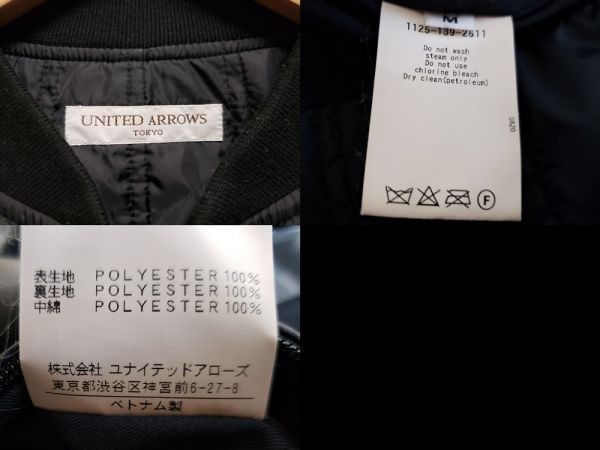 UNITED ARROWS
TOKYO
M
1125-139-2611
Do not wash
steam only
Do not use
chlorine bleach
Dry clean(petroleum)
UA20
F
表生地 POLYESTER 100%
裏生地 POLYESTER 100%
中綿 POLYESTER 100%
株式会社 ユナイテッドアローズ
東京都渋谷区神宮前6-27-8
ベトナム製